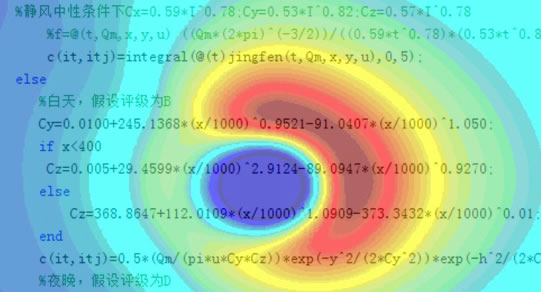 %静风中性条件下Cx=0.59*I^0.78;Cy=0.53*I^0.82;Cz=0.57*I^0.78
%f=@(t,Qm,x,y,u) ((Qm*(2*pi)^(-3/2))/((0.59*t^0.78)*(0.53*t^0.8
c(it,itj)=integral(@(t)jingfen(t,Qm,x,y,u),0,5);
else
%白天，假设评级为B
Cy=0.0100+245.1368*(x/1000)^0.9521-91.0407*(x/1000)^1.050;
if x<400
Cz=0.005+29.4599*(x/1000)^2.9124-89.0947*(x/1000)^0.9270;
else
Cz=368.8647+112.0109*(x/1000)^1.0909-373.3432*(x/1000)^0.01;
end
c(it,itj)=0.5*(Qm/(pi*u*Cy*Cz))*exp(-y^2/(2*Cy^2))*exp(-h^2/(2*C
%夜晚，假设评级为D